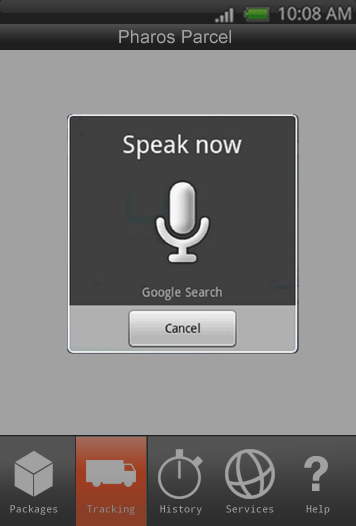 10:08 AM
Pharos Parcel
Speak now
Google Search
Cancel
Packages Tracking History Services Help